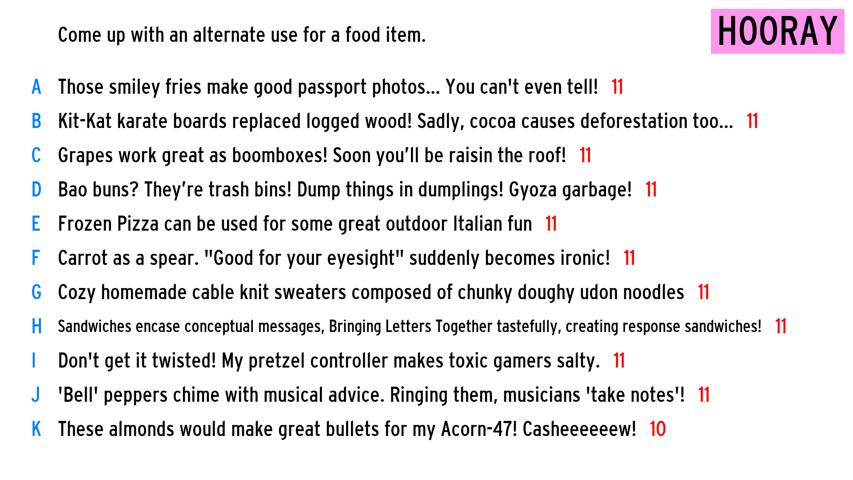 Come up with an alternate use for a food item.
HOORAY
A Those smiley fries make good passport photos... You can't even tell! 11
B Kit-Kat karate boards replaced logged wood! Sadly, cocoa causes deforestation too... 11
C Grapes work great as boomboxes! Soon you’ll be raisin the roof! 11
D Bao buns? They’re trash bins! Dump things in dumplings! Gyoza garbage! 11
E Frozen Pizza can be used for some great outdoor Italian fun 11
F Carrot as a spear. "Good for your eyesight" suddenly becomes ironic! 11
G Cozy homemade cable knit sweaters composed of chunky doughy udon noodles 11
H Sandwiches encase conceptual messages, Bringing Letters Together tastefully, creating response sandwiches! 11
I Don't get it twisted! My pretzel controller makes toxic gamers salty. 11
J 'Bell' peppers chime with musical advice. Ringing them, musicians 'take notes'! 11
K These almonds would make great bullets for my Acorn-47! Casheeeeeew! 10